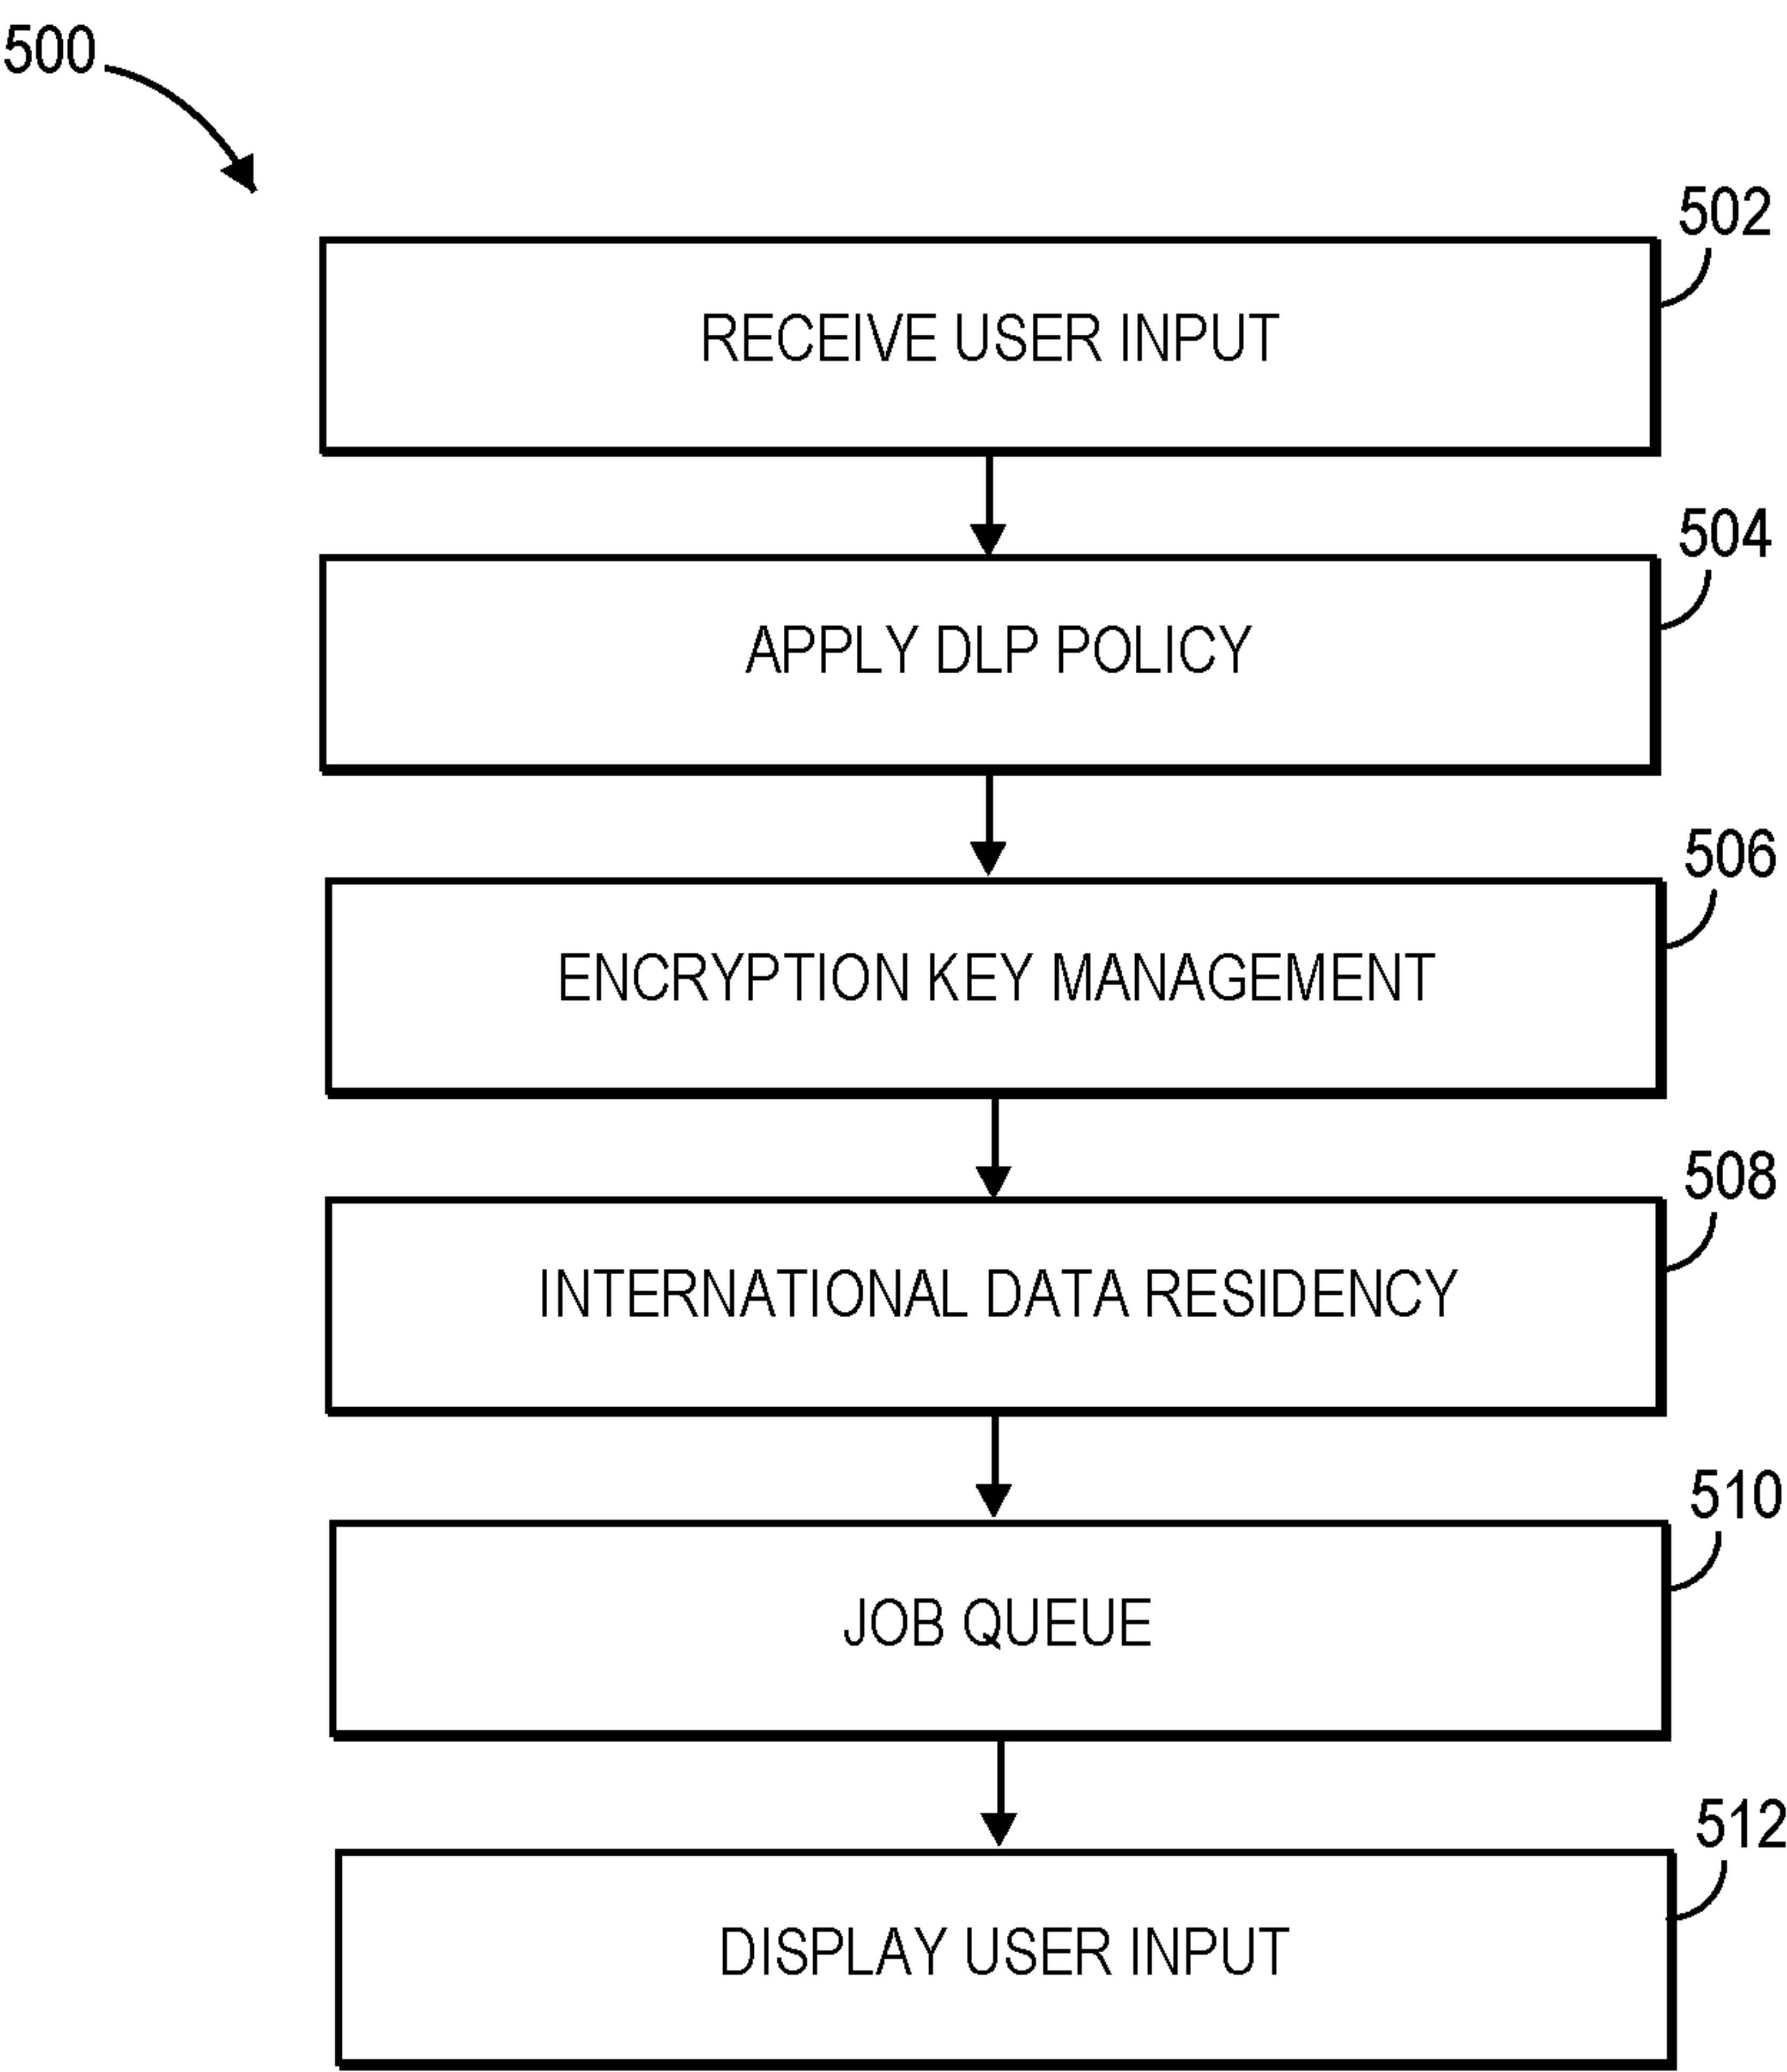 500
502
RECEIVE USER INPUT
504
APPLY DLP POLICY
506
ENCRYPTION KEY MANAGEMENT
508
INTERNATIONAL DATA RESIDENCY
510
JOB QUEUE
512
DISPLAY USER INPUT